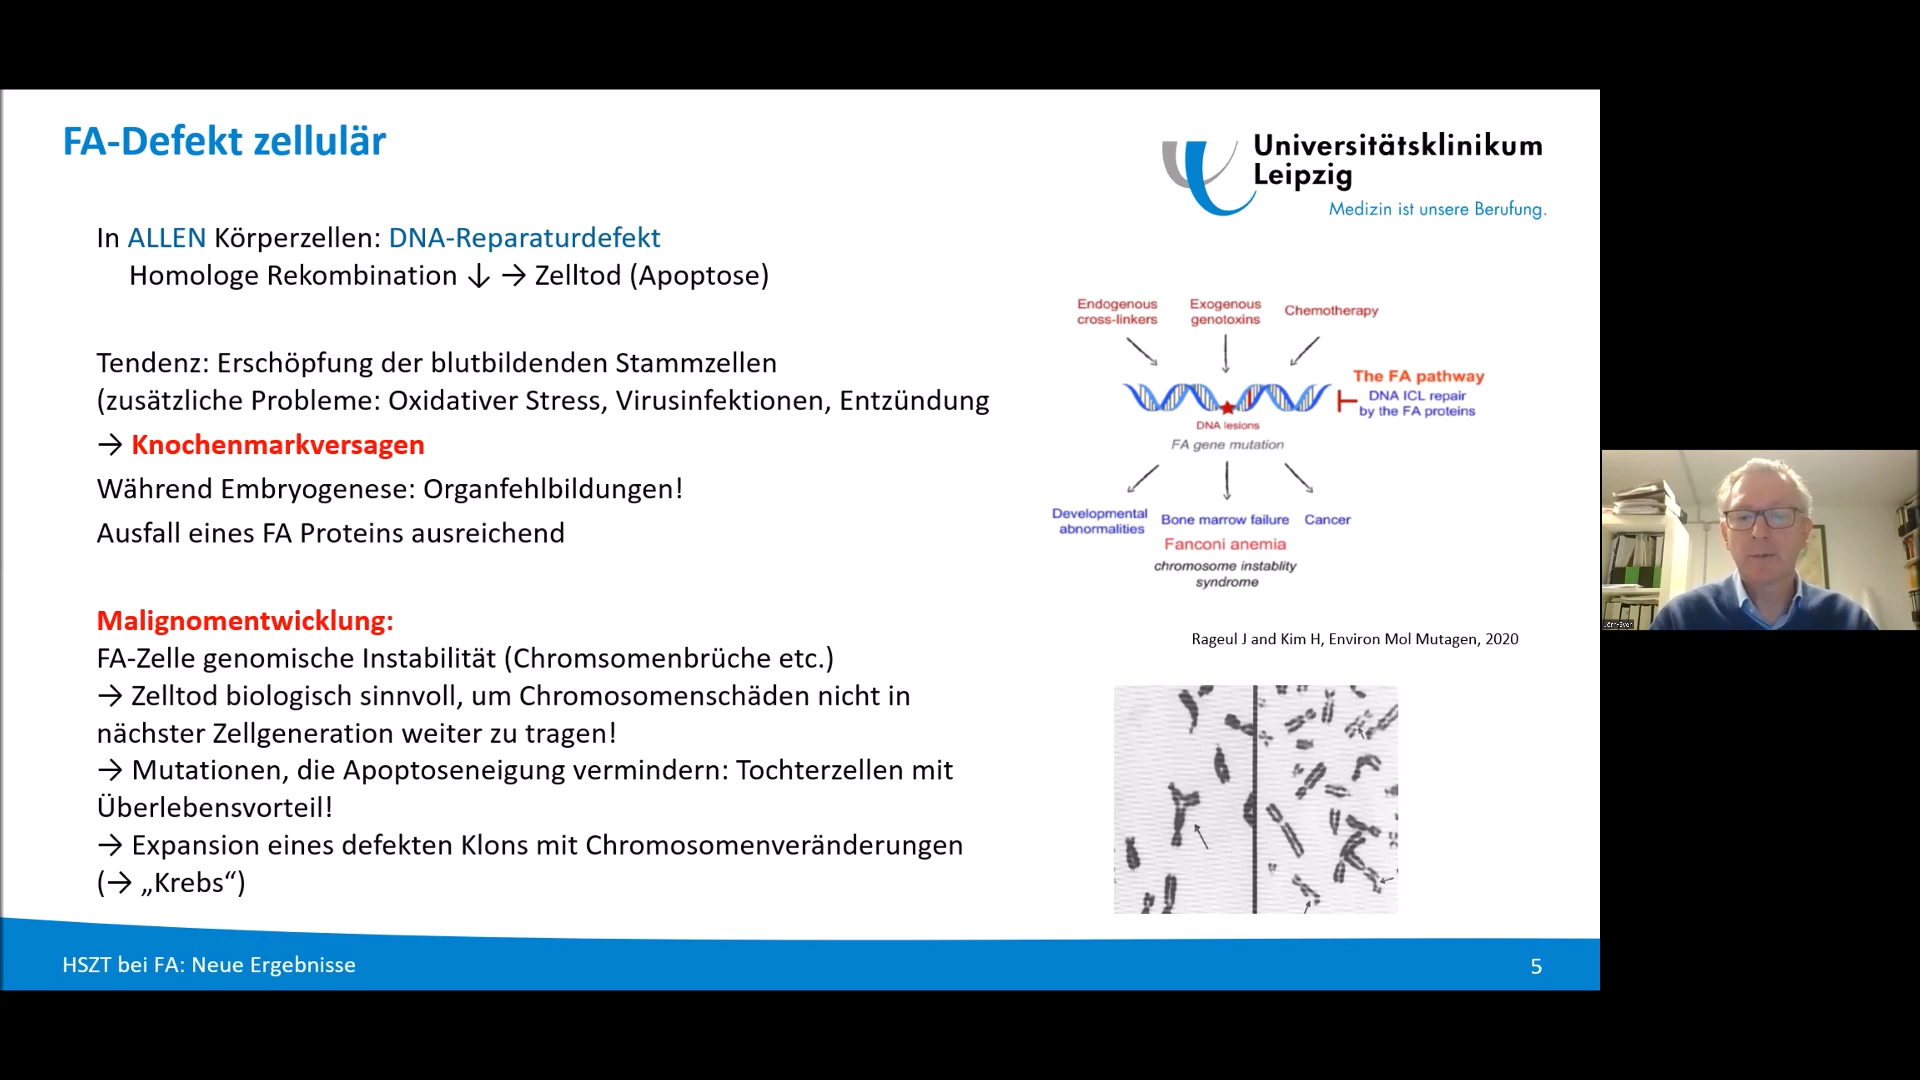 FA-Defekt zellulär
Universitätsklinikum
Leipzig
Medizin ist unsere Berufung.
In ALLEN Körperzellen: DNA-Reparaturdefekt
Homologe Rekombination ↓ → Zelltod (Apoptose)
Tendenz: Erschöpfung der blutbildenden Stammzellen
(zusätzliche Probleme: Oxidativer Stress, Virusinfektionen, Entzündung
→ Knochenmarkversagen
Während Embryogenese: Organfehlbildungen!
Ausfall eines FA Proteins ausreichend
Malignomentwicklung:
FA-Zelle genomische Instabilität (Chromsomenbrüche etc.)
→ Zelltod biologisch sinnvoll, um Chromosomenschäden nicht in
nächster Zellgeneration weiter zu tragen!
→ Mutationen, die Apoptoseneigung vermindern: Tochterzellen mit
Überlebensvorteil!
→ Expansion eines defekten Klons mit Chromosomenveränderungen
(→ „Krebs“)
Endogenous
cross-linkers
Exogenous
genotoxins
Chemotherapy
The FA pathway
DNA ICL repair
by the FA proteins
DNA lesions
FA gene mutation
Developmental
abnormalities
Bone marrow failure
Cancer
Fanconi anemia
chromosome instablity
syndrome
Rageul J and Kim H, Environ Mol Mutagen, 2020
HSZT bei FA: Neue Ergebnisse
5